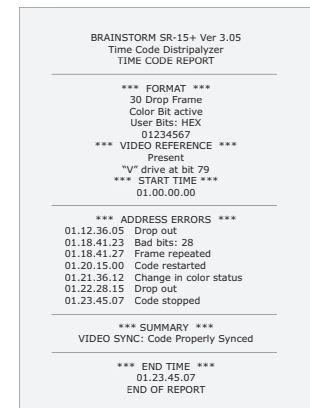 BRAINSTORM SR-15+ Ver 3.05
Time Code Distripalyzer
TIME CODE REPORT
*** FORMAT ***
30 Drop Frame
Color Bit active
User Bits: HEX
01234567
*** VIDEO REFERENCE ***
Present
“V” drive at bit 79
*** START TIME ***
01.00.00.00
*** ADDRESS ERRORS ***
01.12.36.05 Drop out
01.18.41.23 Bad bits: 28
01.18.41.27 Frame repeated
01.20.15.00 Code restarted
01.21.36.12 Change in color status
01.22.28.15 Drop out
01.23.45.07 Code stopped
*** SUMMARY ***
VIDEO SYNC: Code Properly Synced
*** END TIME ***
01.23.45.07
END OF REPORT